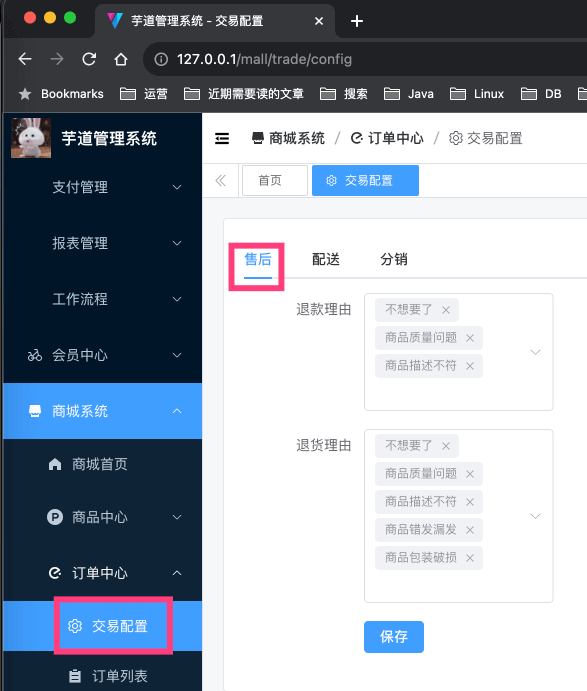 芋道管理系统 - 交易配置
127.0.0.1/mall/trade/config
Bookmarks 运营 近期需要读的文章 搜索 Java Linux DB
芋道管理系统
商城系统 / 订单中心 / 交易配置
首页 交易配置
支付管理
报表管理
工作流程
会员中心
商城系统
商城首页
商品中心
订单中心
交易配置
订单列表
售后 配送 分销
退款理由
不想要了
商品质量问题
商品描述不符
退货理由
不想要了
商品质量问题
商品描述不符
商品错发漏发
商品包装破损
保存